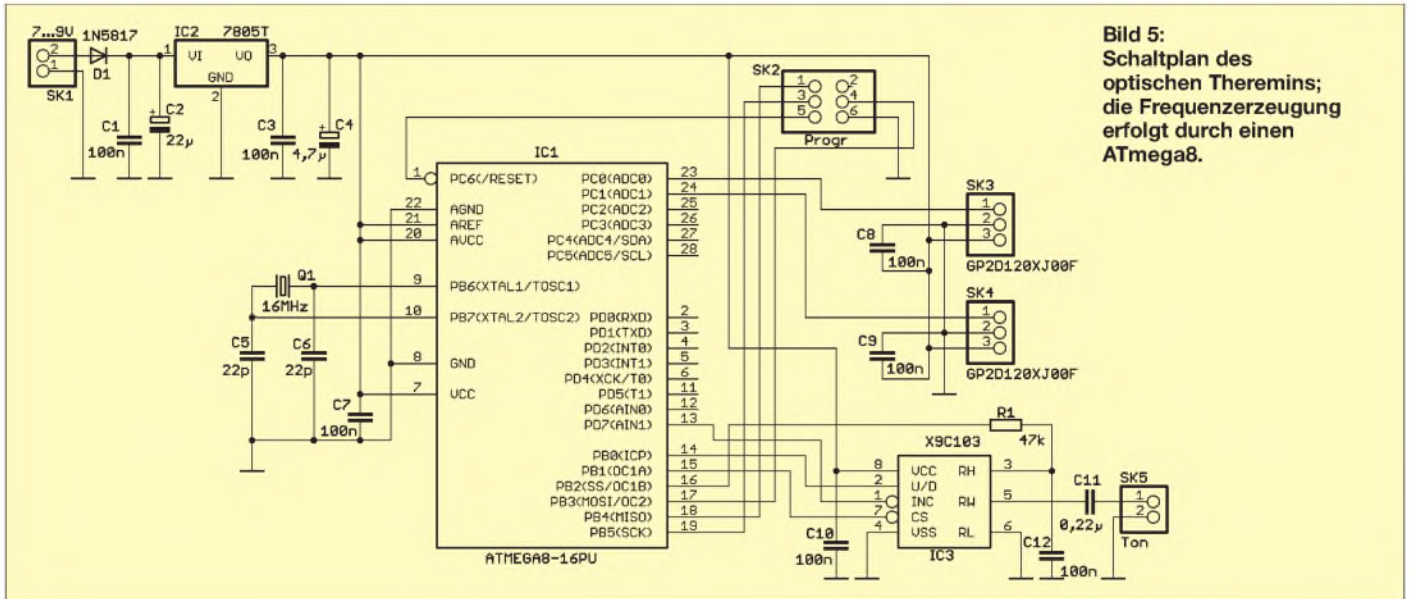 7...9V
1N5817
IC2
7805T
2
1
SK1
D1
1
VI
VO
3
GND
2
C1
100n
+
C2
22µ
C3
100n
+
C4
4,7µ
SK2
1
2
3
4
5
6
Progr
Bild 5:
Schaltplan des
optischen Theremins;
die Frequenzerzeugung
erfolgt durch einen
ATmega8.
IC1
1
PC6(/RESET)
22
AGND
21
AREF
20
AVCC
9
PB6(XTAL1/TOSC1)
10
PB7(XTAL2/TOSC2)
8
GND
7
VCC
PC0(ADC0)
23
PC1(ADC1)
24
PC2(ADC2)
25
PC3(ADC3)
26
PC4(ADC4/SDA)
27
PC5(ADC5/SCL)
28
PD0(RXD)
2
PD1(TXD)
3
PD2(INT0)
4
PD3(INT1)
5
PD4(XCK/T0)
6
PD5(T1)
11
PD6(AIN0)
12
PD7(AIN1)
13
PB0(ICP)
14
PB1(OC1A)
15
PB2(SS/OC1B)
16
PB3(MOSI/OC2)
17
PB4(MISO)
18
PB5(SCK)
19
ATMEGA8-16PU
Q1
16MHz
C5
22p
C6
22p
C7
100n
SK3
1
2
3
C8
100n
GP2D120XJ00F
SK4
1
2
3
C9
100n
GP2D120XJ00F
R1
47k
X9C103
8
VCC
RH
3
2
U/D
1
INC
RW
5
7
CS
4
VSS
RL
6
IC3
C10
100n
C11
0,22µ
C12
100n
SK5
1
2
Ton